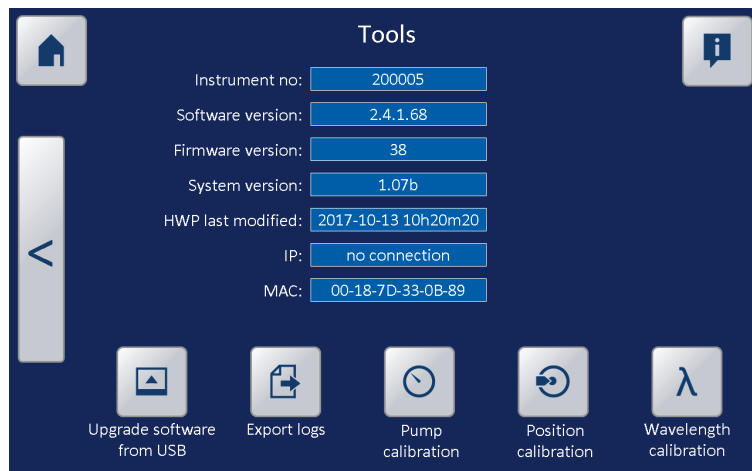 Tools
Instrument no: 200005
Software version: 2.4.1.68
Firmware version: 38
System version: 1.07b
HWP last modified: 2017-10-13 10h20m20
IP: no connection
MAC: 00-18-7D-33-0B-89
<
i
λ
Upgrade software
from USB
Export logs
Pump
calibration
Position
calibration
Wavelength
calibration